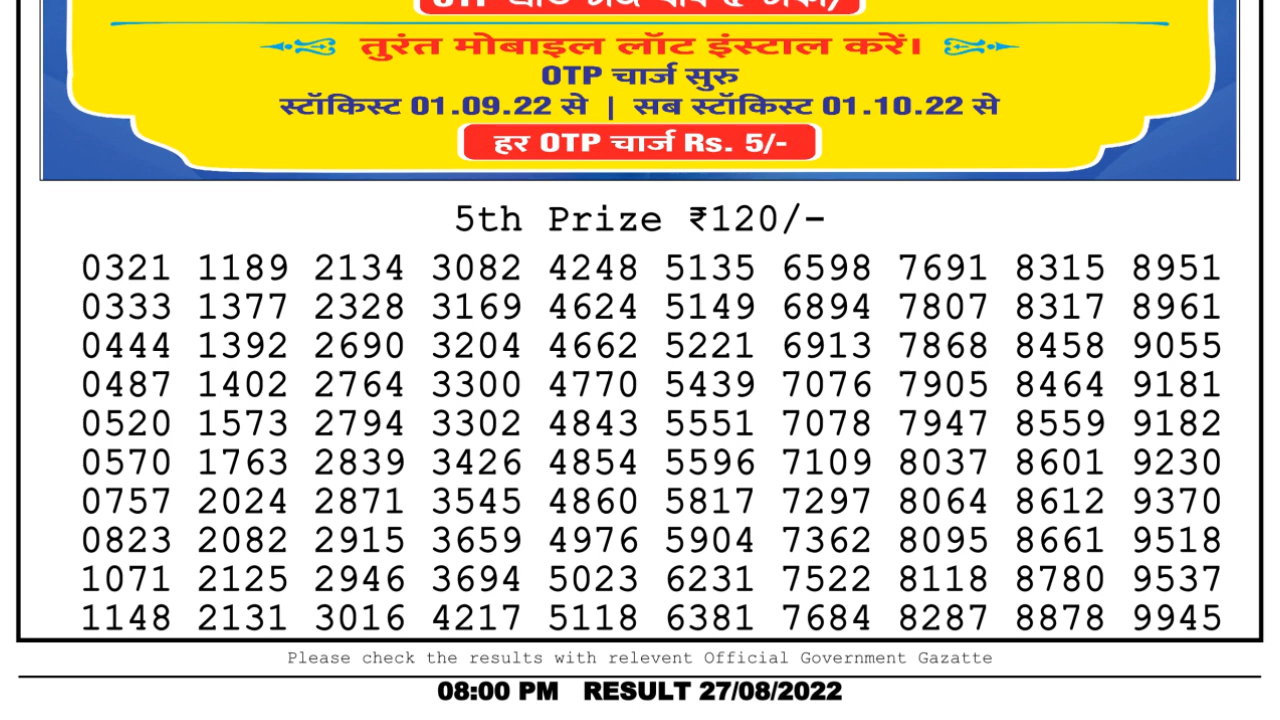 तुरंत मोबाइल लॉट इंस्टाल करें।
OTP चार्ज सुरु
स्टॉकिस्ट 01.09.22 से | सब स्टॉकिस्ट 01.10.22 से
हर OTP चार्ज Rs. 5/-
5th Prize ₹120/-
0321 1189 2134 3082 4248 5135 6598 7691 8315 8951
0333 1377 2328 3169 4624 5149 6894 7807 8317 8961
0444 1392 2690 3204 4662 5221 6913 7868 8458 9055
0487 1402 2764 3300 4770 5439 7076 7905 8464 9181
0520 1573 2794 3302 4843 5551 7078 7947 8559 9182
0570 1763 2839 3426 4854 5596 7109 8037 8601 9230
0757 2024 2871 3545 4860 5817 7297 8064 8612 9370
0823 2082 2915 3659 4976 5904 7362 8095 8661 9518
1071 2125 2946 3694 5023 6231 7522 8118 8780 9537
1148 2131 3016 4217 5118 6381 7684 8287 8878 9945
Please check the results with relevent Official Government Gazatte
08:00 PM RESULT 27/08/2022